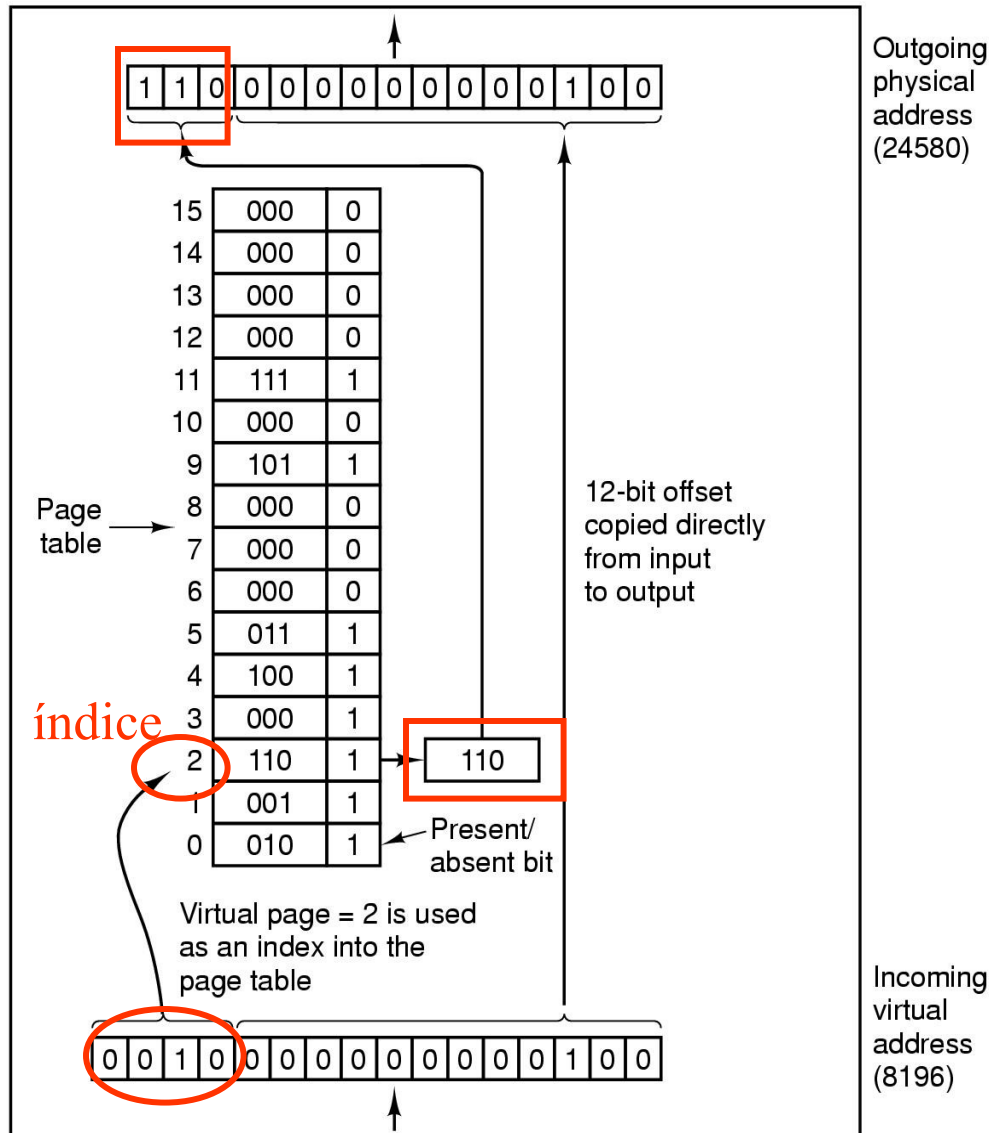 1 1 0 0 0 0 0 0 0 0 0 0 1 0 0
Outgoing
physical
address
(24580)
15 000 0
14 000 0
13 000 0
12 000 0
11 111 1
10 000 0
9 101 1
8 000 0
7 000 0
6 000 0
5 011 1
4 100 1
3 000 1
2 110 1
1 001 1
0 010 1
Page
table
índice
110
12-bit offset
copied directly
from input
to output
Present/
absent bit
Virtual page = 2 is used
as an index into the
page table
0 0 1 0 0 0 0 0 0 0 0 0 0 1 0 0
Incoming
virtual
address
(8196)